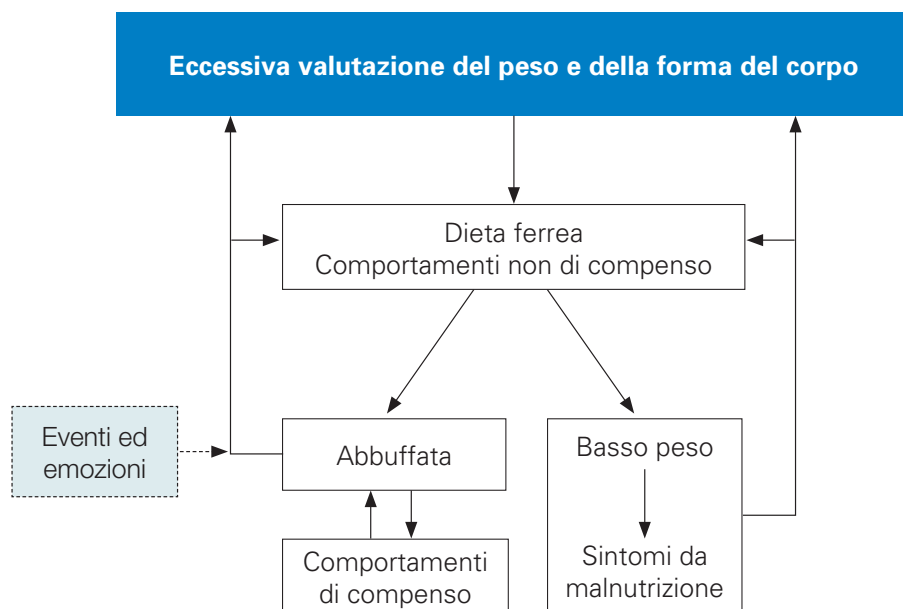 Eccessiva valutazione del peso e della forma del corpo
Dieta ferrea
Comportamenti non di compenso
Eventi ed
emozioni
Abbuffata
Basso peso
Comportamenti
di compenso
Sintomi da
malnutrizione